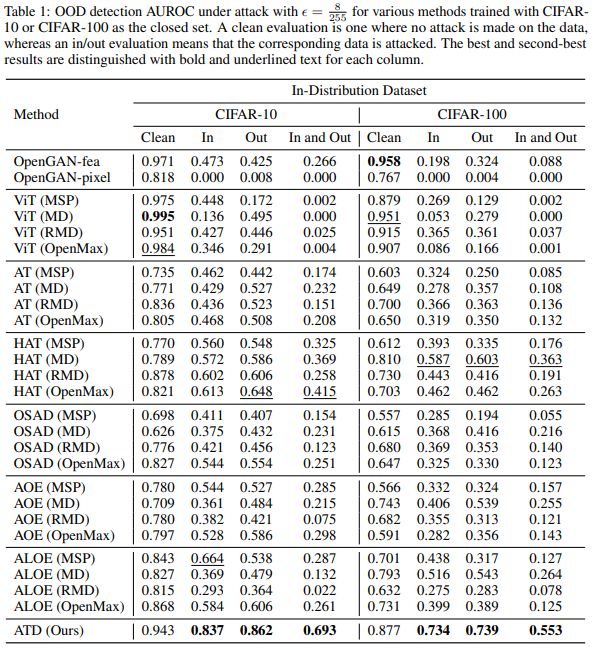 Table 1: OOD detection AUROC under attack with ϵ = 8/255 for various methods trained with CIFAR-
10 or CIFAR-100 as the closed set. A clean evaluation is one where no attack is made on the data,
whereas an in/out evaluation means that the corresponding data is attacked. The best and second-best
results are distinguished with bold and underlined text for each column.
In-Distribution Dataset
Method CIFAR-10 CIFAR-100
Clean In Out In and Out Clean In Out In and Out
OpenGAN-fea 0.971 0.473 0.425 0.266 0.958 0.198 0.324 0.088
OpenGAN-pixel 0.818 0.000 0.008 0.000 0.767 0.000 0.004 0.000
ViT (MSP) 0.975 0.448 0.172 0.002 0.879 0.269 0.129 0.002
ViT (MD) 0.995 0.136 0.495 0.000 0.951 0.053 0.279 0.000
ViT (RMD) 0.951 0.427 0.446 0.025 0.915 0.365 0.361 0.037
ViT (OpenMax) 0.984 0.346 0.291 0.004 0.907 0.086 0.166 0.001
AT (MSP) 0.735 0.462 0.442 0.174 0.603 0.324 0.250 0.085
AT (MD) 0.771 0.429 0.527 0.232 0.649 0.278 0.357 0.108
AT (RMD) 0.836 0.436 0.523 0.151 0.700 0.366 0.363 0.136
AT (OpenMax) 0.805 0.468 0.508 0.208 0.650 0.319 0.350 0.132
HAT (MSP) 0.770 0.560 0.548 0.325 0.612 0.393 0.335 0.176
HAT (MD) 0.789 0.572 0.586 0.369 0.810 0.587 0.603 0.363
HAT (RMD) 0.878 0.602 0.606 0.258 0.730 0.443 0.416 0.191
HAT (OpenMax) 0.821 0.613 0.648 0.415 0.703 0.462 0.462 0.263
OSAD (MSP) 0.698 0.411 0.407 0.154 0.557 0.285 0.194 0.055
OSAD (MD) 0.626 0.375 0.432 0.231 0.615 0.368 0.416 0.216
OSAD (RMD) 0.776 0.421 0.456 0.123 0.680 0.369 0.353 0.140
OSAD (OpenMax) 0.827 0.544 0.554 0.251 0.647 0.325 0.330 0.123
AOE (MSP) 0.780 0.544 0.527 0.285 0.566 0.332 0.324 0.157
AOE (MD) 0.709 0.361 0.484 0.215 0.743 0.406 0.539 0.255
AOE (RMD) 0.780 0.382 0.421 0.075 0.682 0.355 0.313 0.121
AOE (OpenMax) 0.797 0.528 0.586 0.298 0.591 0.282 0.356 0.143
ALOE (MSP) 0.843 0.664 0.538 0.287 0.701 0.438 0.317 0.127
ALOE (MD) 0.827 0.369 0.479 0.132 0.793 0.516 0.543 0.264
ALOE (RMD) 0.815 0.293 0.364 0.022 0.632 0.275 0.283 0.078
ALOE (OpenMax) 0.868 0.584 0.606 0.261 0.731 0.399 0.389 0.125
ATD (Ours) 0.943 0.837 0.862 0.693 0.877 0.734 0.739 0.553